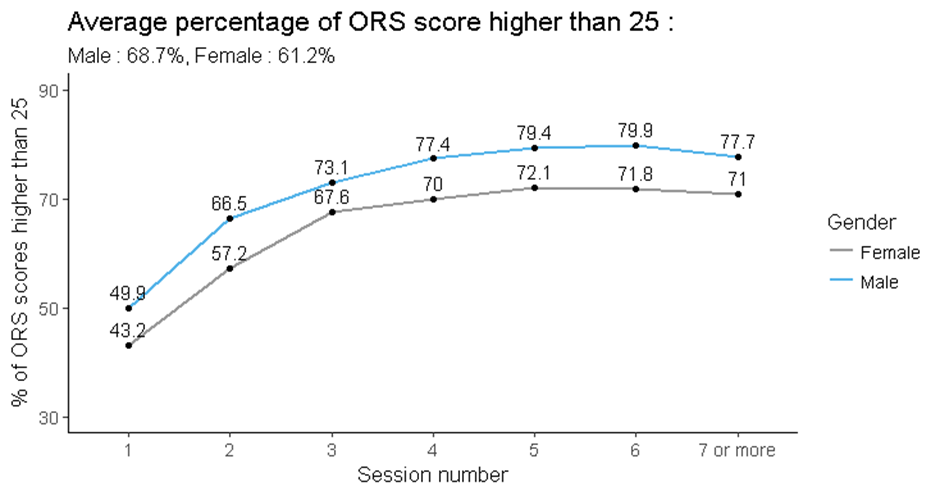 Average percentage of ORS score higher than 25 :
Male : 68.7%, Female : 61.2%
% of ORS scores higher than 25
90
70
50
30
49.9
66.5
73.1
77.4
79.4
79.9
77.7
43.2
57.2
67.6
70
72.1
71.8
71
1 2 3 4 5 6 7 or more
Session number
Gender
Female
Male